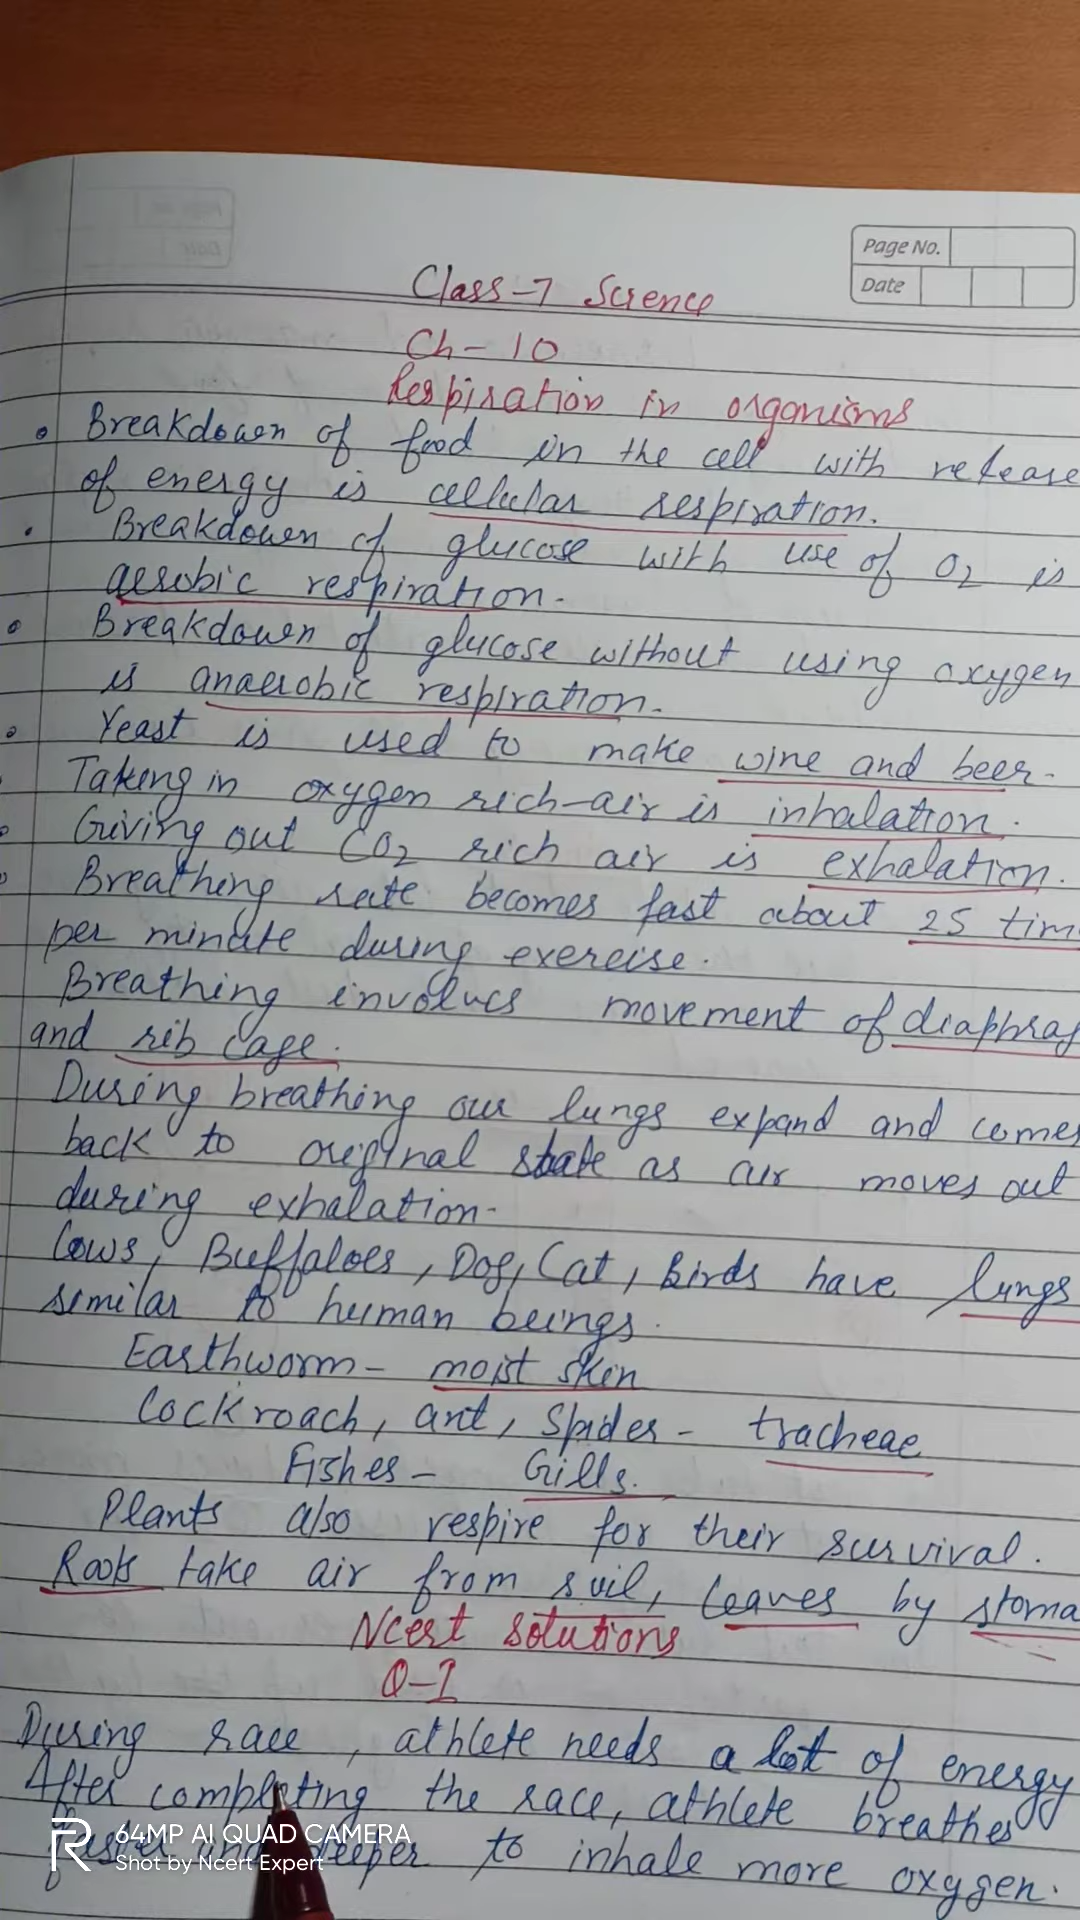 Page No.
Date
Class-7 Science
Ch-10
Respiration in organisms
Breakdown of food in the cell with release
of energy is cellular respiration.
Breakdown of glucose with use of O2 is
aerobic respiration.
Breakdown of glucose without using oxygen
is anaerobic respiration.
Yeast is used to make wine and beer.
Taking in oxygen rich-air is inhalation.
Giving out CO2 rich air is exhalation.
Breathing rate becomes fast about 25 tim
per minute during exercise.
Breathing involves movement of diaphrag
and rib cage.
During breathing our lungs expand and comes
back to original state as air moves out
during exhalation.
Cows, Buffaloes, Dog, Cat, Birds have lungs
similar to human beings.
Earthworm - moist skin
Cockroach, ant, Spider - tracheae
Fishes - Gills.
Plants also respire for their survival.
Roots take air from soil, leaves by stoma
Ncert solutions
Q-1
During race, athlete needs a lot of energy
After completing the race, athlete breathes
faster and deeper to inhale more oxygen.
64MP AI QUAD CAMERA
Shot by Ncert Expert